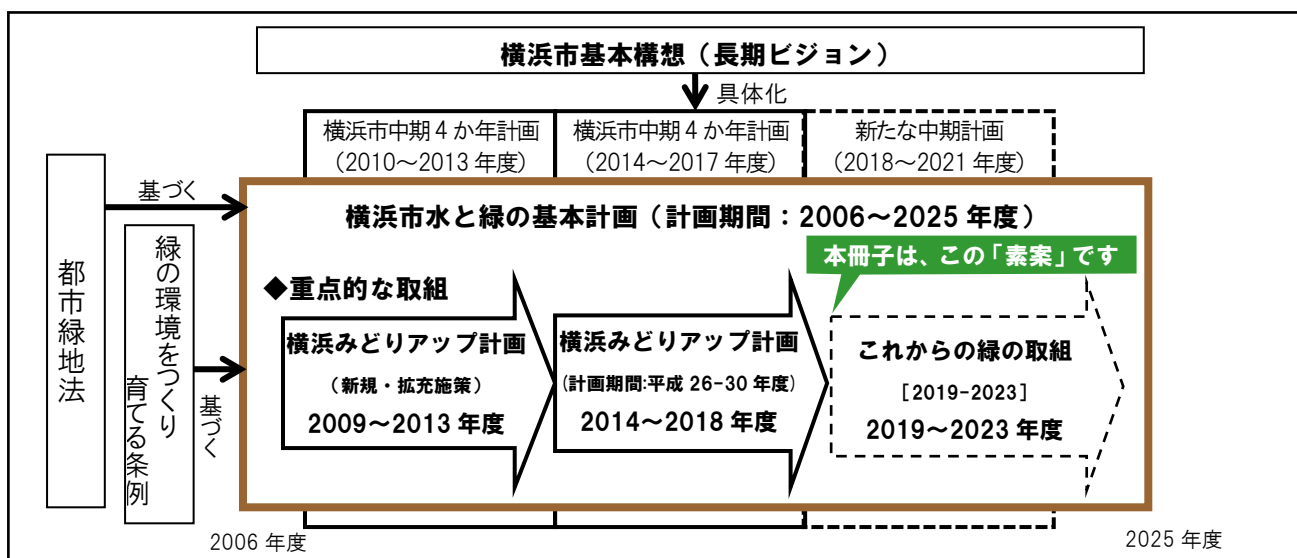 横浜市基本構想（長期ビジョン）
具体化
横浜市中期４か年計画
（2010～2013 年度）
横浜市中期４か年計画
（2014～2017 年度）
新たな中期計画
（2018～2021 年度）
都市緑地法
基づく
緑の環境をつくり
育てる条例
基づく
横浜市水と緑の基本計画（計画期間：2006～2025 年度）
本冊子は、この「素案」です
◆重点的な取組
横浜みどりアップ計画
（新規・拡充施策）
2009～2013 年度
横浜みどりアップ計画
(計画期間:平成 26-30 年度)
2014～2018 年度
これからの緑の取組
[2019-2023]
2019～2023 年度
2006 年度
2025 年度